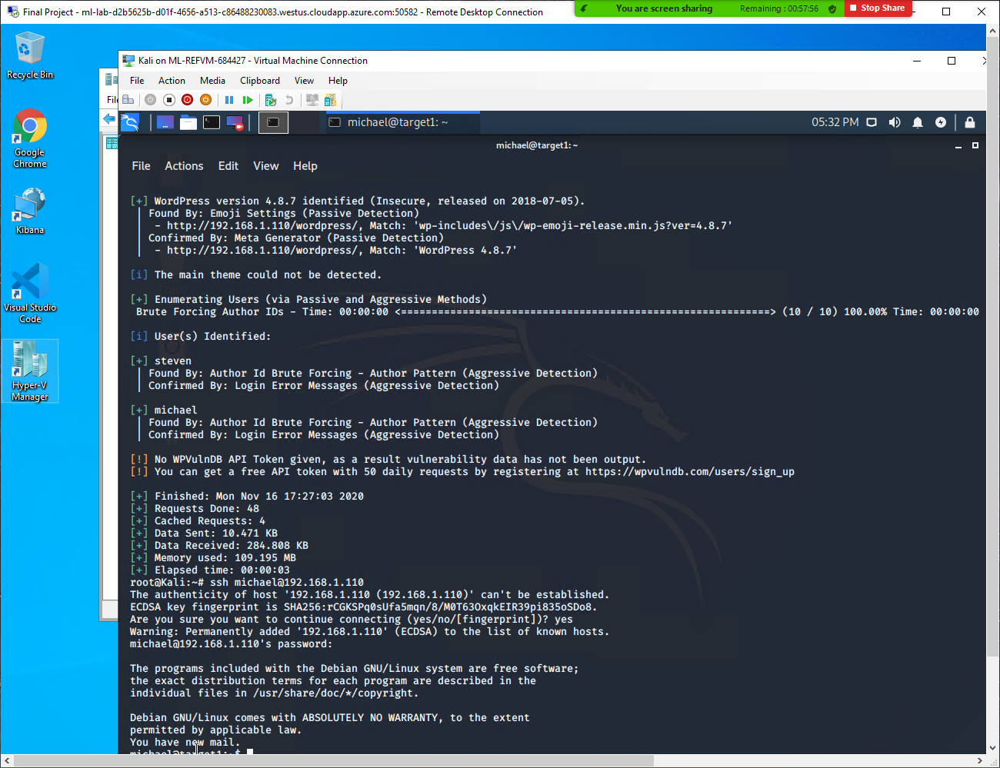 Final Project - ml-lab-d2b5625b-d01f-4656-a513-c86488230083.westus.cloudapp.azure.com:50582 - Remote Desktop Connection
You are screen sharing
Remaining : 00:57:56
Stop Share
Recycle Bin
Google Chrome
Kibana
Visual Studio Code
Hyper-V Manager
Kali on ML-REFVM-684427 - Virtual Machine Connection
File Action Media Clipboard View Help
michael@target1: ~
05:32 PM
michael@target1: ~
File Actions Edit View Help
[+] WordPress version 4.8.7 identified (Insecure, released on 2018-07-05).
| Found By: Emoji Settings (Passive Detection)
|  - http://192.168.1.110/wordpress/, Match: 'wp-includes\/js\/wp-emoji-release.min.js?ver=4.8.7'
| Confirmed By: Meta Generator (Passive Detection)
|  - http://192.168.1.110/wordpress/, Match: 'WordPress 4.8.7'
[i] The main theme could not be detected.
[+] Enumerating Users (via Passive and Aggressive Methods)
Brute Forcing Author IDs - Time: 00:00:00 <============================================================> (10 / 10) 100.00% Time: 00:00:00
[i] User(s) Identified:
[+] steven
| Found By: Author Id Brute Forcing - Author Pattern (Aggressive Detection)
| Confirmed By: Login Error Messages (Aggressive Detection)
[+] michael
| Found By: Author Id Brute Forcing - Author Pattern (Aggressive Detection)
| Confirmed By: Login Error Messages (Aggressive Detection)
[!] No WPVulnDB API Token given, as a result vulnerability data has not been output.
[!] You can get a free API token with 50 daily requests by registering at https://wpvulndb.com/users/sign_up
[+] Finished: Mon Nov 16 17:27:03 2020
[+] Requests Done: 48
[+] Cached Requests: 4
[+] Data Sent: 10.471 KB
[+] Data Received: 284.808 KB
[+] Memory used: 109.195 MB
[+] Elapsed time: 00:00:03
root@Kali:~# ssh michael@192.168.1.110
The authenticity of host '192.168.1.110 (192.168.1.110)' can't be established.
ECDSA key fingerprint is SHA256:rCGKSPq0sUfa5mqn/8/M0T63OxqkEIR39pi835oSDo8.
Are you sure you want to continue connecting (yes/no/[fingerprint])? yes
Warning: Permanently added '192.168.1.110' (ECDSA) to the list of known hosts.
michael@192.168.1.110's password:
The programs included with the Debian GNU/Linux system are free software;
the exact distribution terms for each program are described in the
individual files in /usr/share/doc/*/copyright.
Debian GNU/Linux comes with ABSOLUTELY NO WARRANTY, to the extent
permitted by applicable law.
You have new mail.
michael@target1:~$